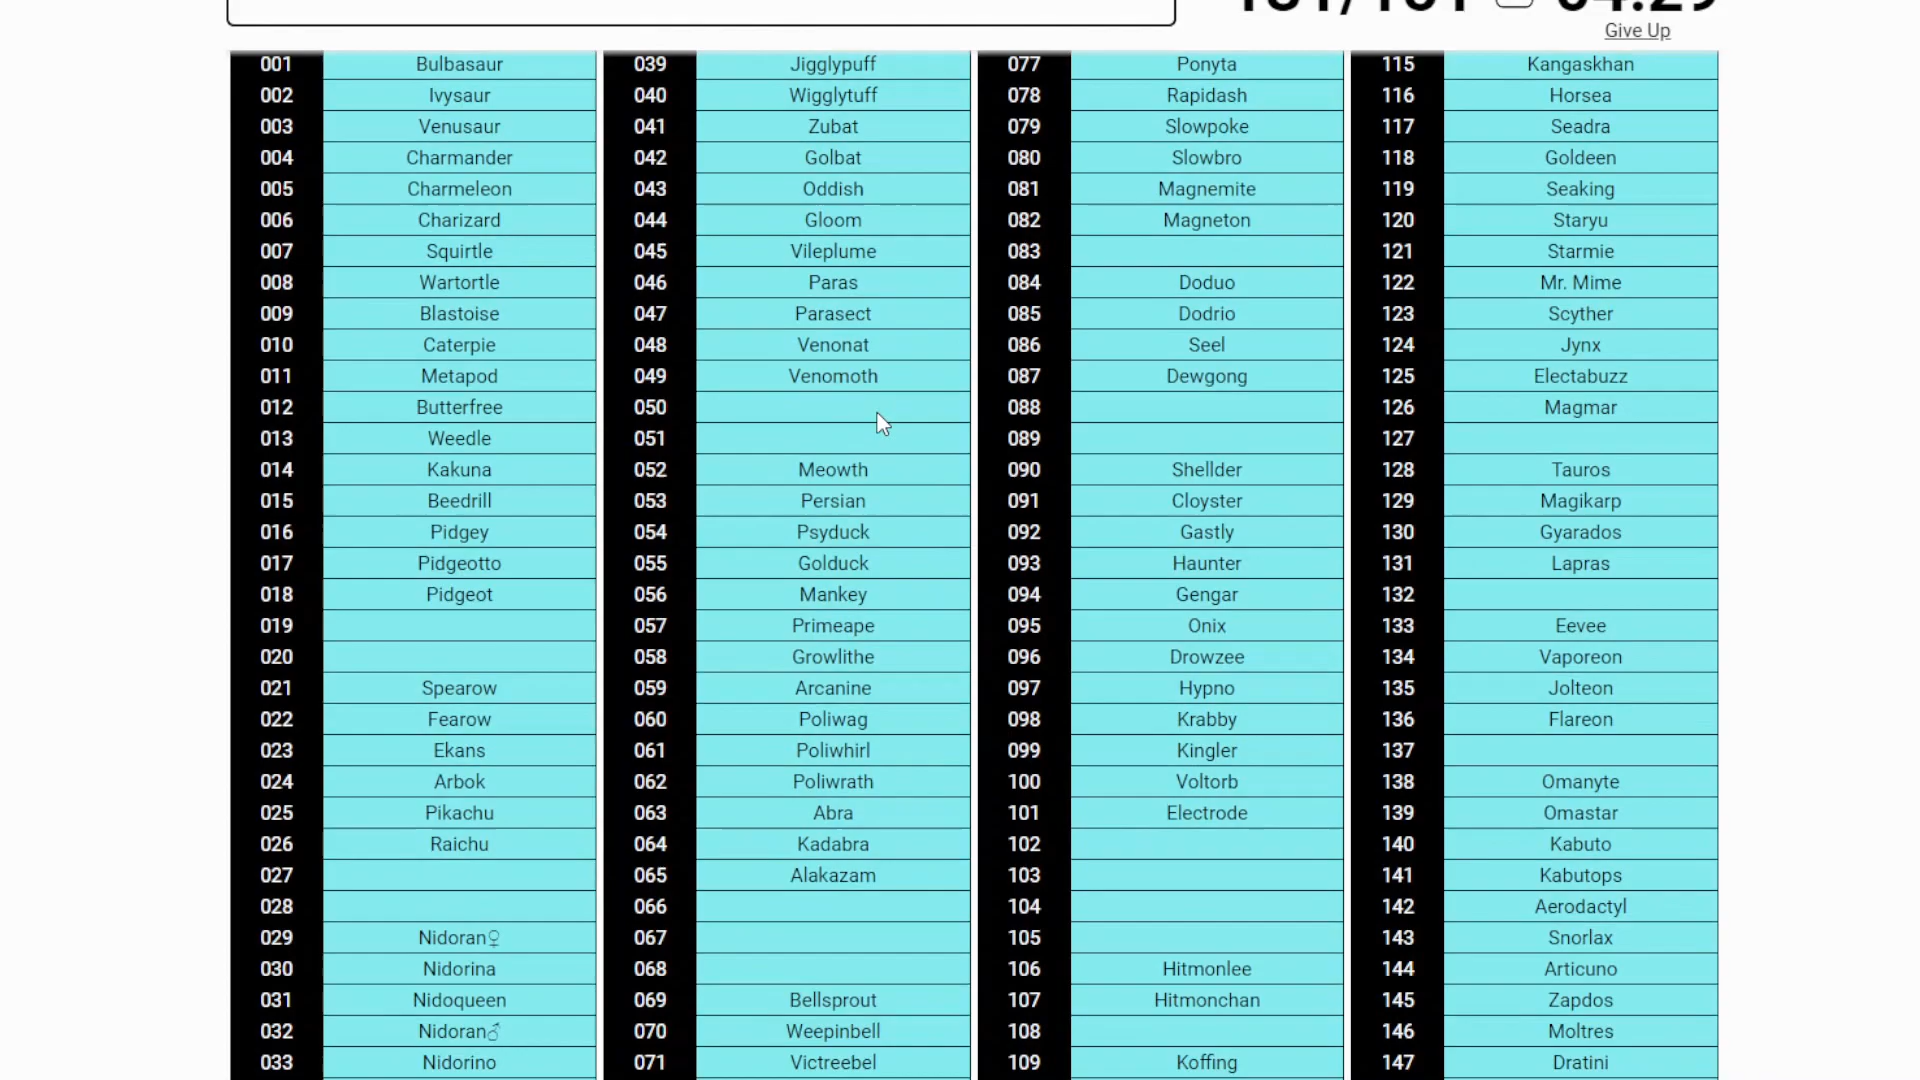 Give Up
001 Bulbasaur 039 Jigglypuff 077 Ponyta 115 Kangaskhan
002 Ivysaur 040 Wigglytuff 078 Rapidash 116 Horsea
003 Venusaur 041 Zubat 079 Slowpoke 117 Seadra
004 Charmander 042 Golbat 080 Slowbro 118 Goldeen
005 Charmeleon 043 Oddish 081 Magnemite 119 Seaking
006 Charizard 044 Gloom 082 Magneton 120 Staryu
007 Squirtle 045 Vileplume 083 121 Starmie
008 Wartortle 046 Paras 084 Doduo 122 Mr. Mime
009 Blastoise 047 Parasect 085 Dodrio 123 Scyther
010 Caterpie 048 Venonat 086 Seel 124 Jynx
011 Metapod 049 Venomoth 087 Dewgong 125 Electabuzz
012 Butterfree 050 088 126 Magmar
013 Weedle 051 089 127
014 Kakuna 052 Meowth 090 Shellder 128 Tauros
015 Beedrill 053 Persian 091 Cloyster 129 Magikarp
016 Pidgey 054 Psyduck 092 Gastly 130 Gyarados
017 Pidgeotto 055 Golduck 093 Haunter 131 Lapras
018 Pidgeot 056 Mankey 094 Gengar 132
019 057 Primeape 095 Onix 133 Eevee
020 058 Growlithe 096 Drowzee 134 Vaporeon
021 Spearow 059 Arcanine 097 Hypno 135 Jolteon
022 Fearow 060 Poliwag 098 Krabby 136 Flareon
023 Ekans 061 Poliwhirl 099 Kingler 137
024 Arbok 062 Poliwrath 100 Voltorb 138 Omanyte
025 Pikachu 063 Abra 101 Electrode 139 Omastar
026 Raichu 064 Kadabra 102 140 Kabuto
027 065 Alakazam 103 141 Kabutops
028 066 104 142 Aerodactyl
029 Nidoran♀ 067 105 143 Snorlax
030 Nidorina 068 106 Hitmonlee 144 Articuno
031 Nidoqueen 069 Bellsprout 107 Hitmonchan 145 Zapdos
032 Nidoran♂ 070 Weepinbell 108 146 Moltres
033 Nidorino 071 Victreebel 109 Koffing 147 Dratini